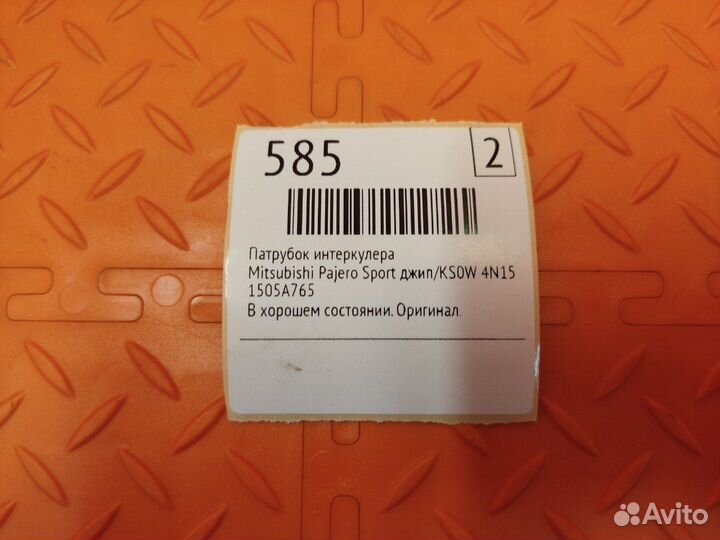 585
2
Патрубок интеркулера
Mitsubishi Pajero Sport джип/KS0W 4N15
1505A765
В хорошем состоянии. Оригинал.
Avito